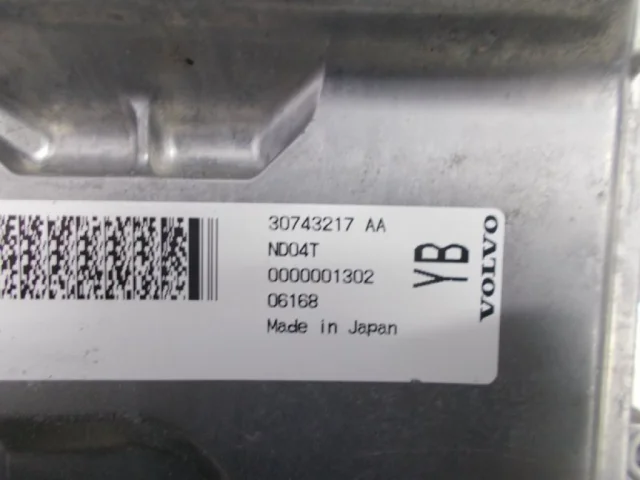 30743217 AA
ND04T
0000001302
06168
Made in Japan
YB
VOLVO